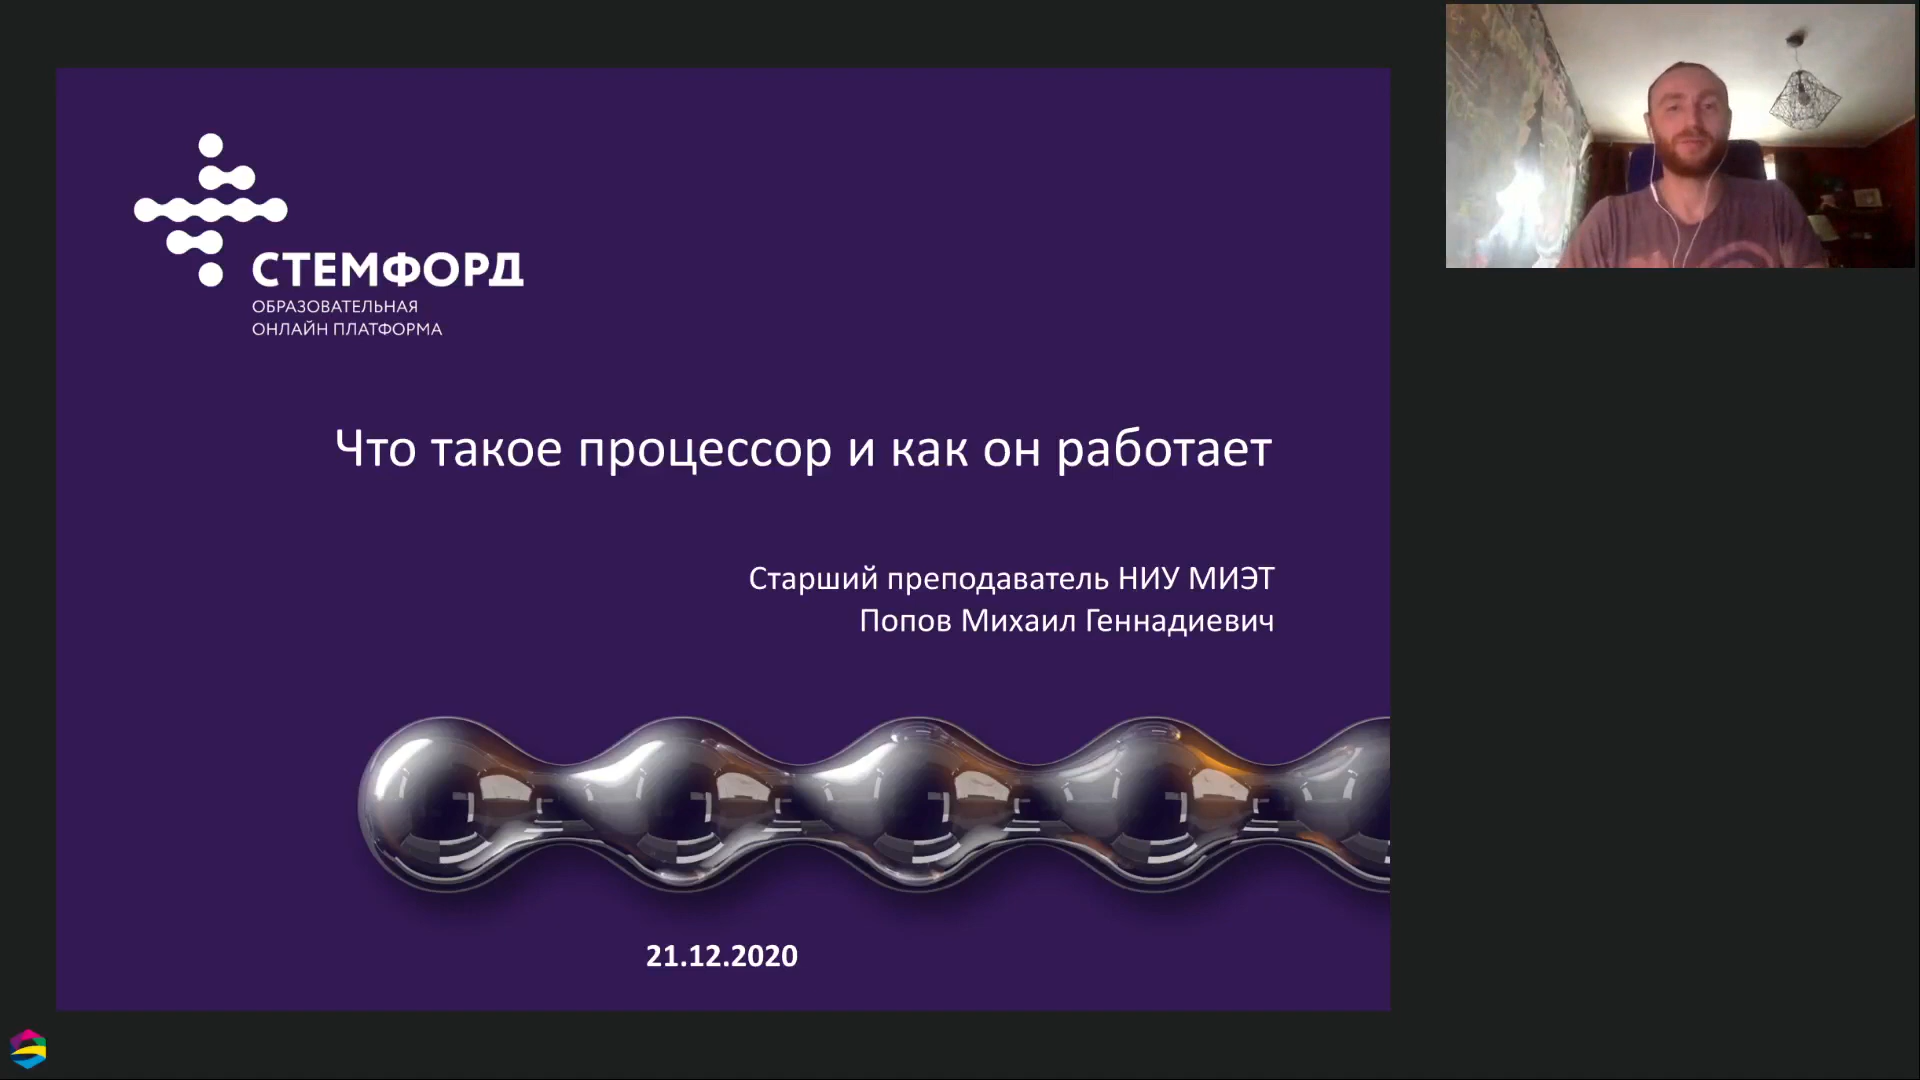 СТЕМФОРД
ОБРАЗОВАТЕЛЬНАЯ
ОНЛАЙН ПЛАТФОРМА
Что такое процессор и как он работает
Старший преподаватель НИУ МИЭТ
Попов Михаил Геннадиевич
21.12.2020